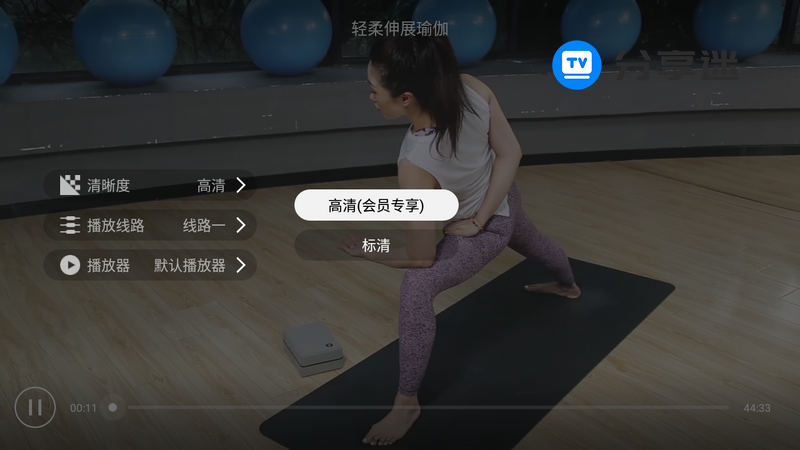 轻柔伸展瑜伽
TV 分享迷
清晰度 高清
高清(会员专享)
播放线路 线路一
标清
播放器 默认播放器
00:11
44:33